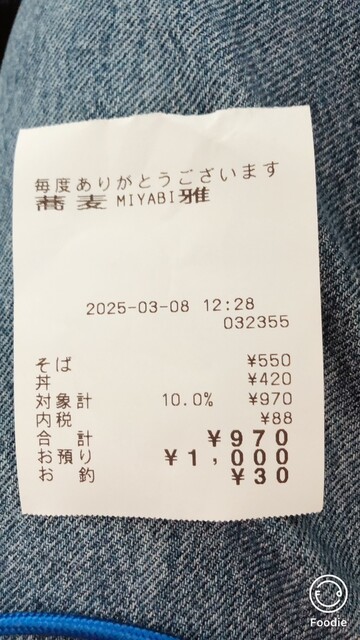 毎度ありがとうございます
蕎麦 MIYABI雅
2025-03-08 12:28
032355
そば ¥550
丼 ¥420
対象計 10.0% ¥970
内税 ¥88
合計 ¥970
お預り ¥1,000
お釣 ¥30
Foodie